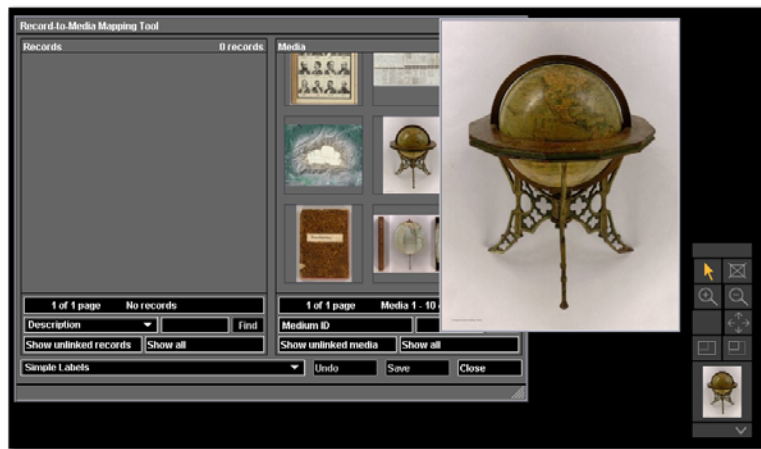 Record-to-Media Mapping Tool
Records 0 records
Media
1 of 1 page No records
1 of 1 page Media 1 - 10
Description Find
Medium ID
Show unlinked records Show all
Show unlinked media Show all
Simple Labels Undo Save Close